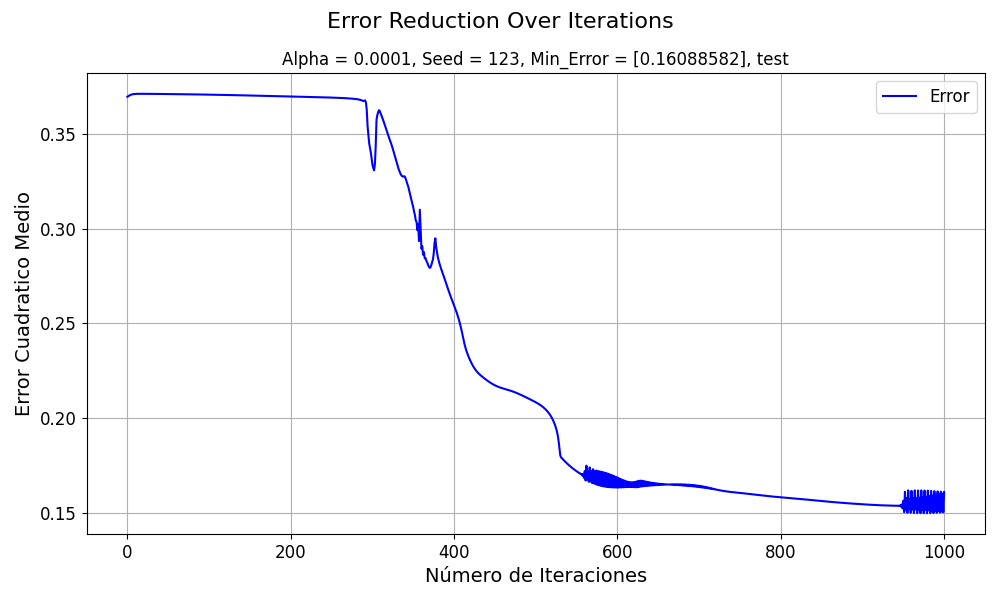 Error Reduction Over Iterations
Alpha = 0.0001, Seed = 123, Min_Error = [0.16088582], test
Error
Error Cuadratico Medio
0.35
0.30
0.25
0.20
0.15
0
200
400
600
800
1000
Número de Iteraciones